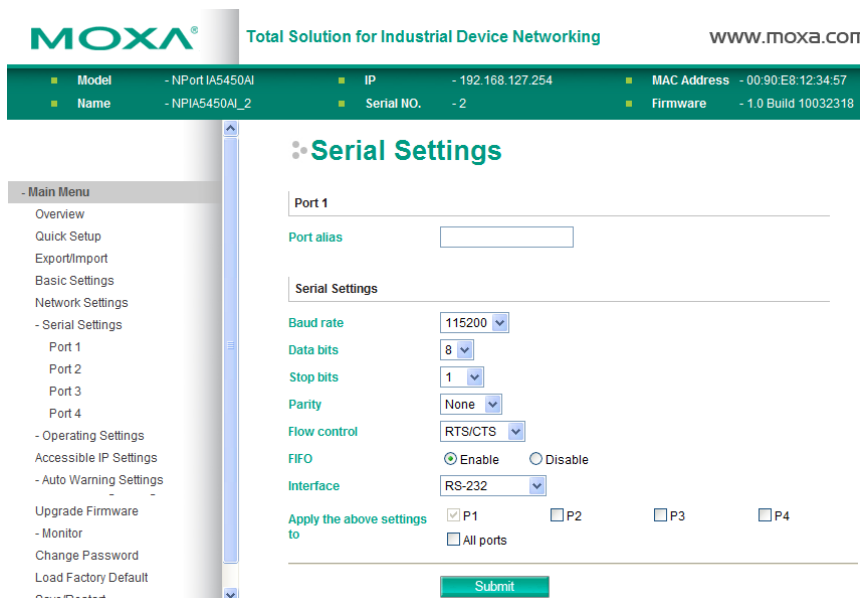 MOXA®
Total Solution for Industrial Device Networking
www.moxa.com
Model - NPort IA5450AI IP - 192.168.127.254 MAC Address - 00:90:E8:12:34:57
Name - NPIA5450AI_2 Serial NO. - 2 Firmware - 1.0 Build 10032318
- Main Menu
Overview
Quick Setup
Export/Import
Basic Settings
Network Settings
- Serial Settings
Port 1
Port 2
Port 3
Port 4
- Operating Settings
Accessible IP Settings
- Auto Warning Settings
Upgrade Firmware
- Monitor
Change Password
Load Factory Default
Save/Restart
Serial Settings
Port 1
Port alias
Serial Settings
Baud rate 115200
Data bits 8
Stop bits 1
Parity None
Flow control RTS/CTS
FIFO Enable Disable
Interface RS-232
Apply the above settings
to
P1 P2 P3 P4
All ports
Submit